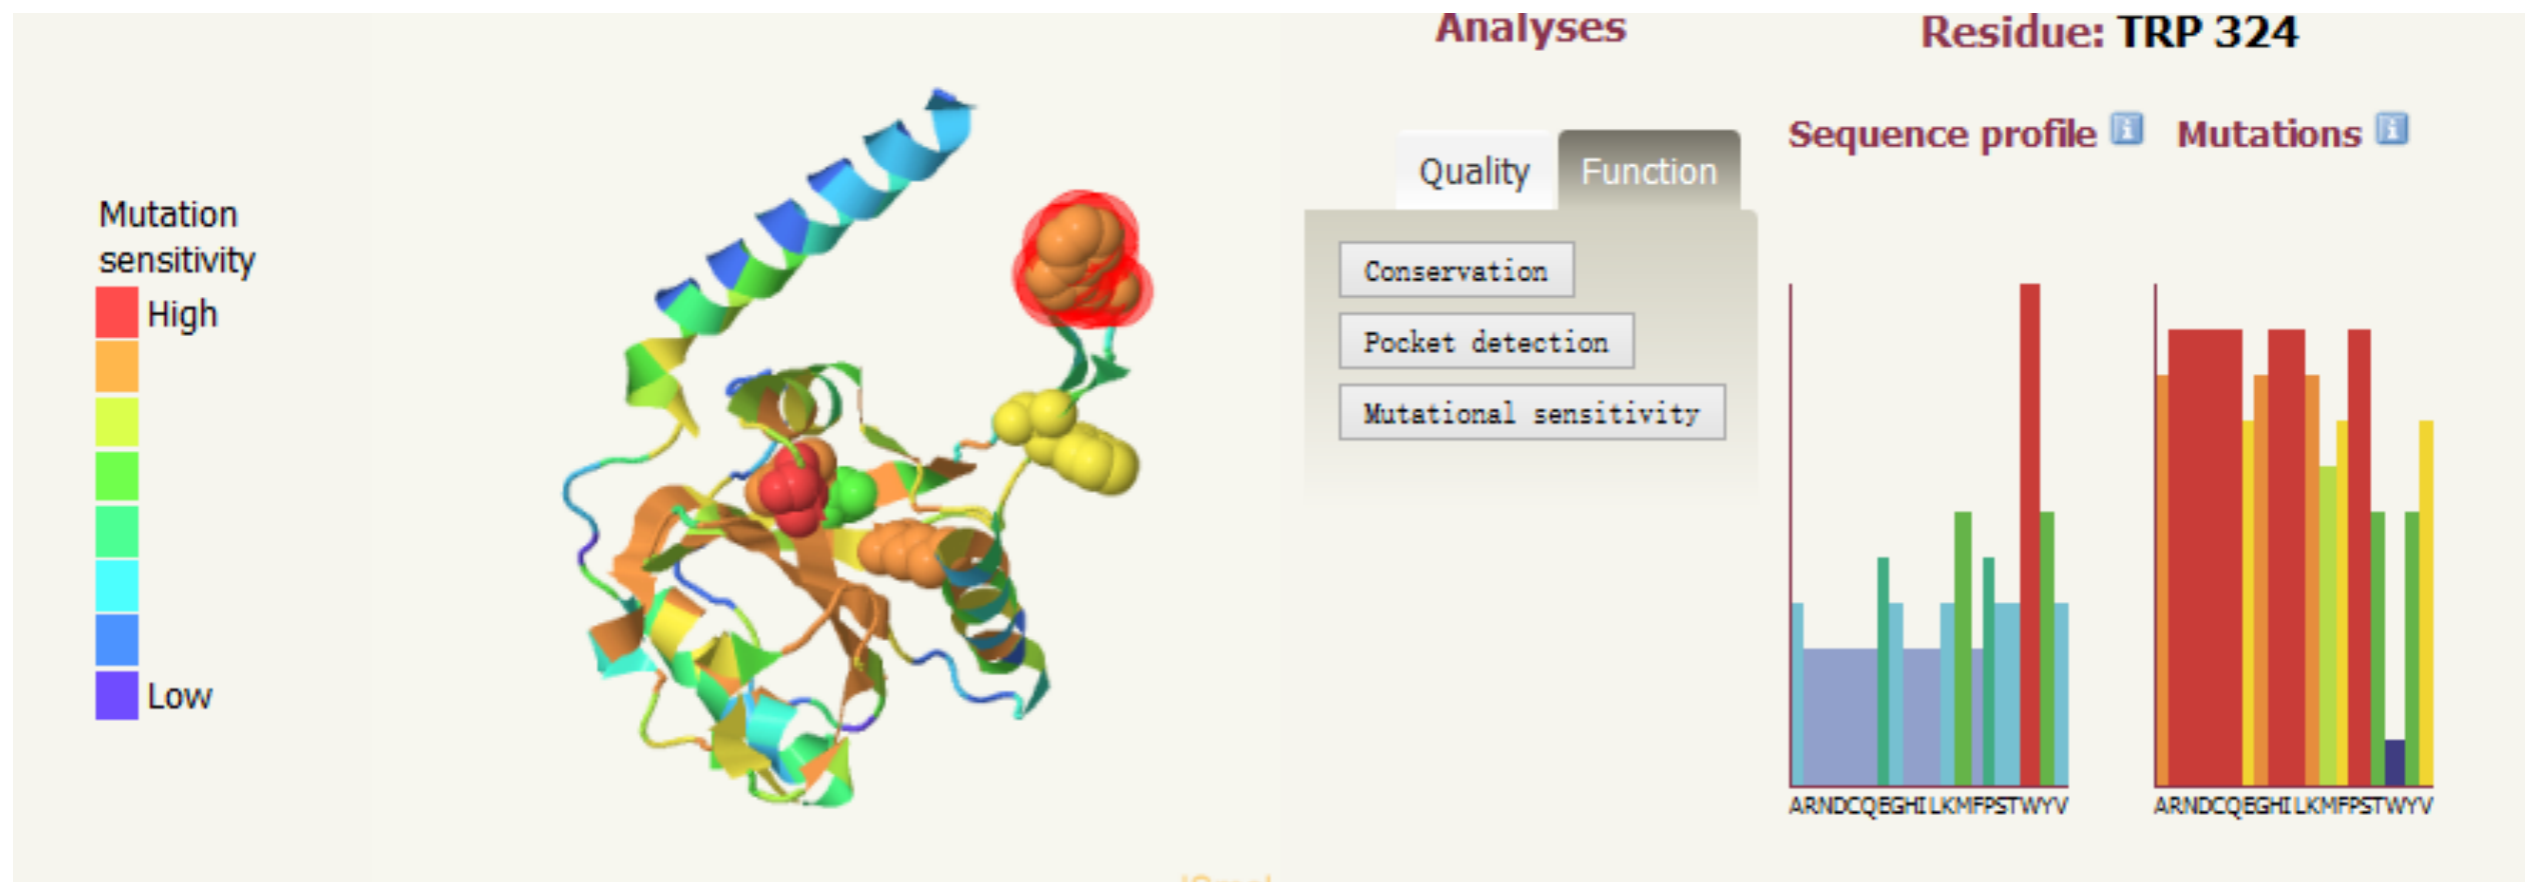 Analyses
Residue: TRP 324
Sequence profile
Mutations
Quality
Function
Mutation
sensitivity
High
Low
Conservation
Pocket detection
Mutational sensitivity
ARNDCQEGHILKMFPSTWYV
ARNDCQEGHILKMFPSTWYV